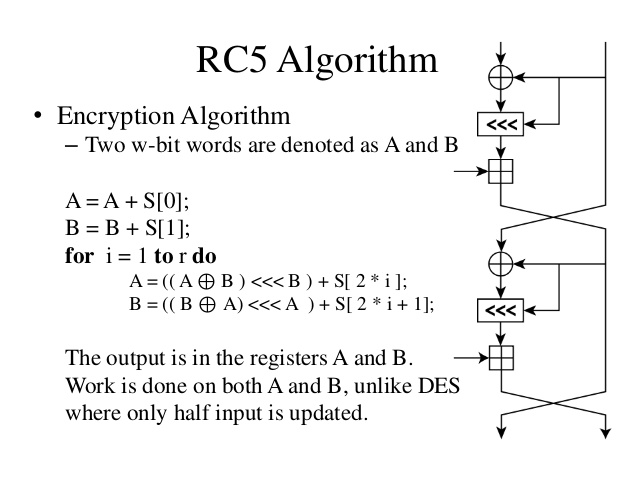 RC5 Algorithm
• Encryption Algorithm
– Two w-bit words are denoted as A and B
A = A + S[0];
B = B + S[1];
for i = 1 to r do
A = (( A ⊕ B ) <<< B ) + S[ 2 * i ];
B = (( B ⊕ A) <<< A ) + S[ 2 * i + 1];
The output is in the registers A and B.
Work is done on both A and B, unlike DES
where only half input is updated.
<<<
<<<